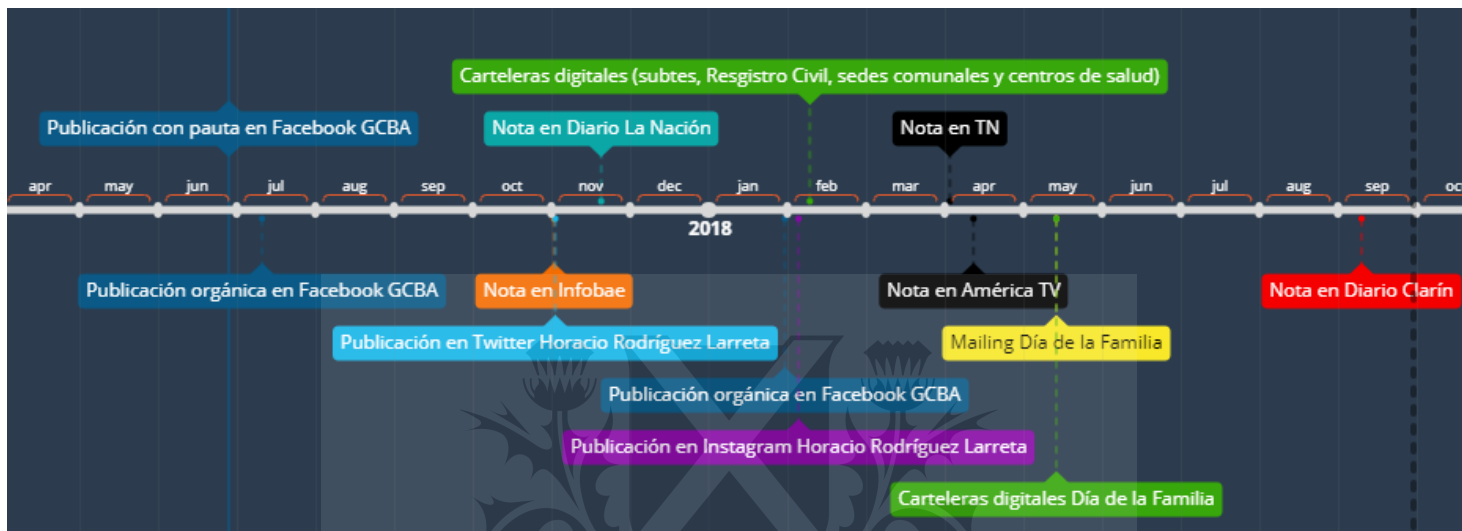 Carteleras digitales (subtes, Resgistro Civil, sedes comunales y centros de salud)
Publicación con pauta en Facebook GCBA
Nota en Diario La Nación
Nota en TN
apr may jun jul aug sep oct nov dec jan feb mar apr may jun jul aug sep oc
2018
Publicación orgánica en Facebook GCBA
Nota en Infobae
Nota en América TV
Nota en Diario Clarín
Publicación en Twitter Horacio Rodríguez Larreta
Mailing Día de la Familia
Publicación orgánica en Facebook GCBA
Publicación en Instagram Horacio Rodríguez Larreta
Carteleras digitales Día de la Familia